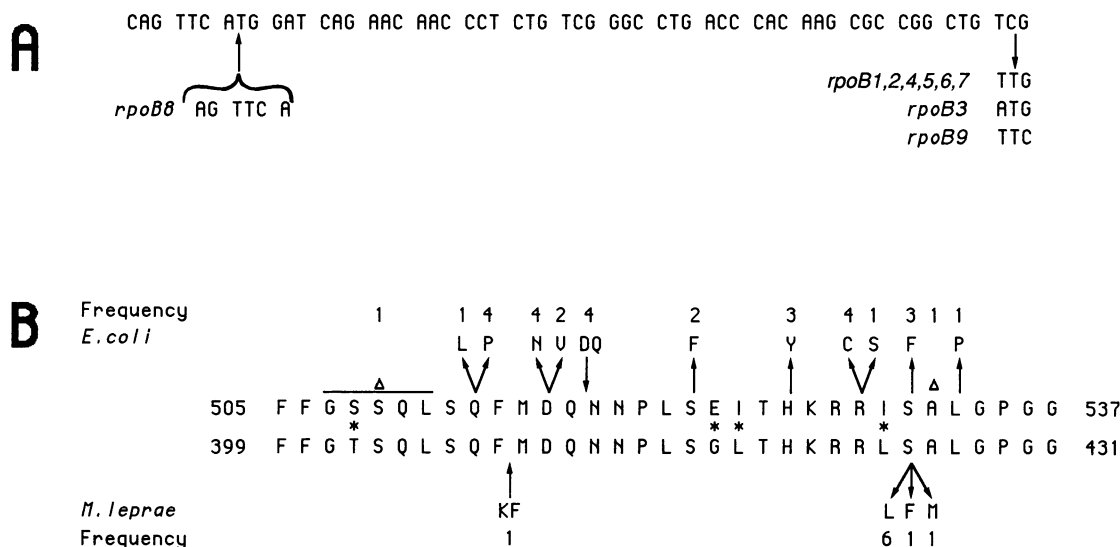 A
CAG TTC ATG GAT CAG AAC AAC CCT CTG TCG GGC CTG ACC CAC AAG CGC CGG CTG TCG
rpoB8 AG TTC A
rpoB1,2,4,5,6,7 TTG
rpoB3 ATG
rpoB9 TTC
B
Frequency 1 1 4 4 2 4 2 3 4 1 3 1 1
E.coli L P N V DQ F Y C S F P
Δ Δ
505 F F G S S Q L S Q F M D Q N N P L S E I T H K R R I S A L G P G G 537
* * * *
399 F F G T S Q L S Q F M D Q N N P L S G L T H K R R L S A L G P G G 431
M. leprae KF L F M
Frequency 1 6 1 1